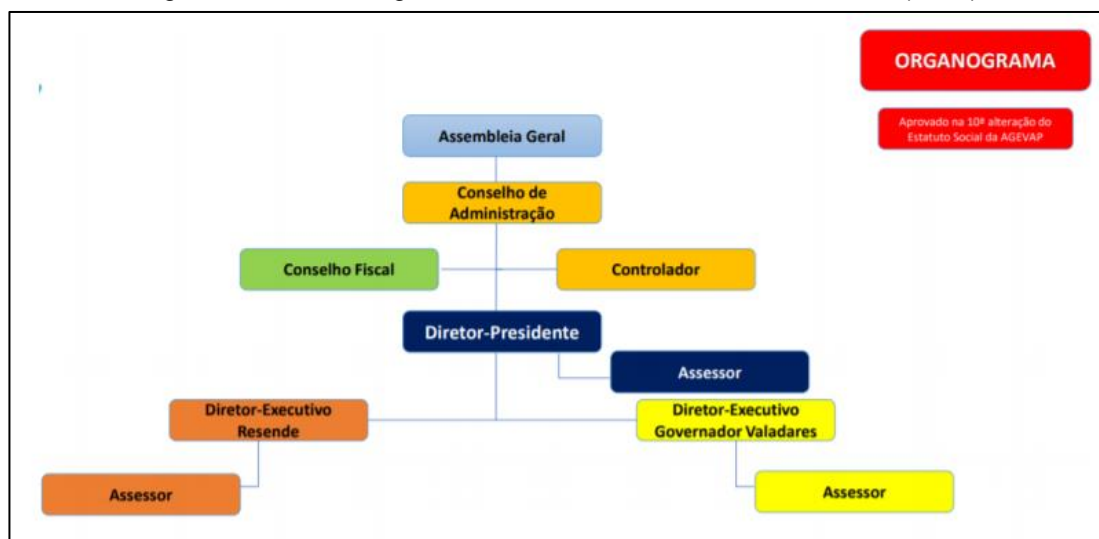 ORGANOGRAMA
Aprovado na 10ª alteração do
Estatuto Social da AGEVAP
Assembleia Geral
Conselho de
Administração
Conselho Fiscal
Controlador
Diretor-Presidente
Assessor
Diretor-Executivo
Resende
Diretor-Executivo
Governador Valadares
Assessor
Assessor